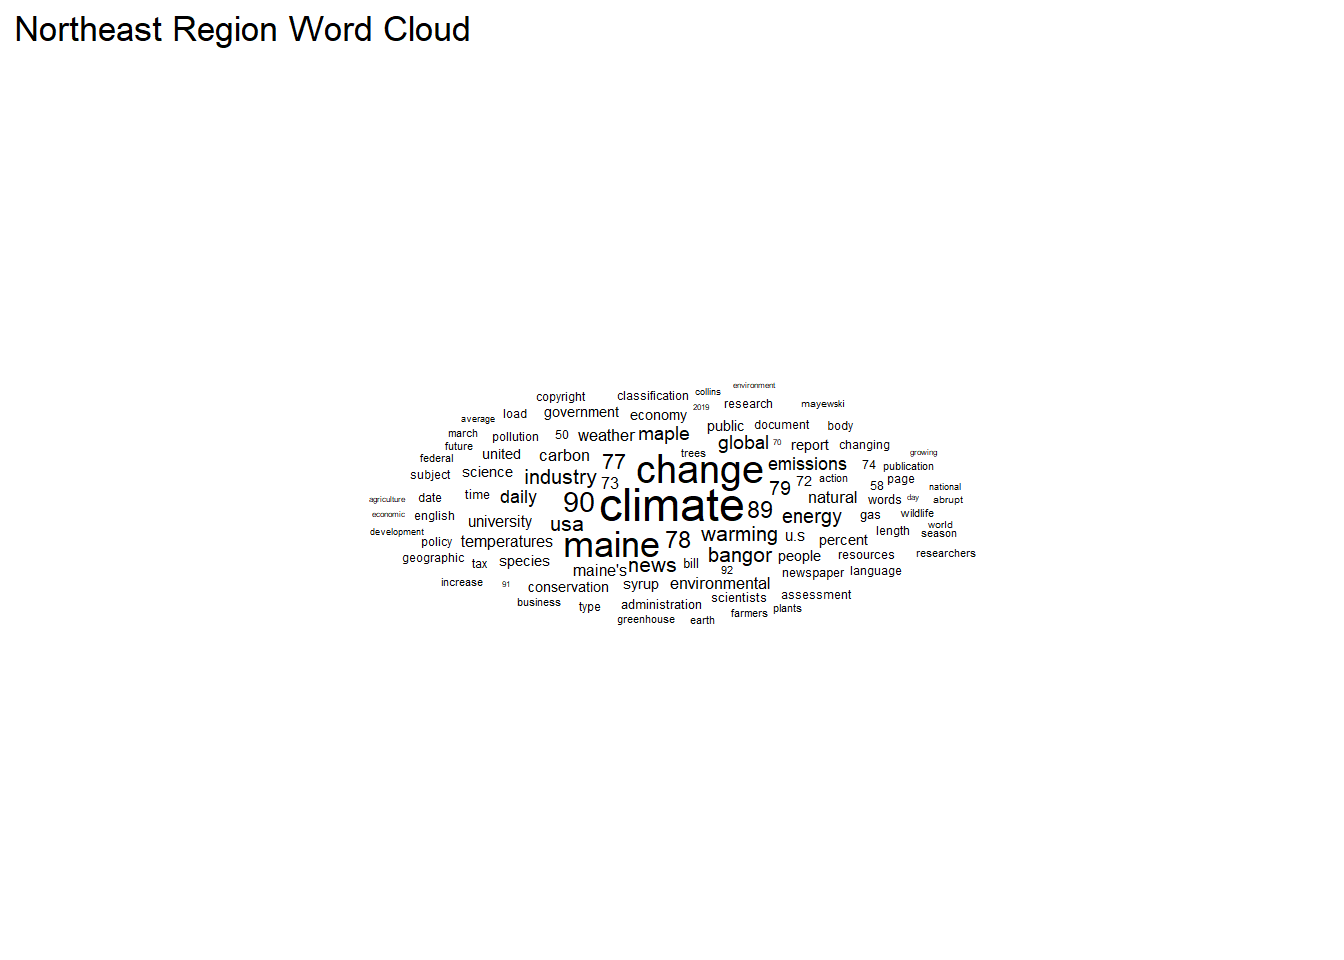 Northeast Region Word Cloud
environment
copyright classification collins
2019 research mayewski
average load government economy
march pollution 50 weather maple public document body
future united carbon 77 trees global 70 report changing
federal growing
subject science industry 73 change emissions 74 publication
79 72 action 58 page national
agriculture date time daily 90 climate 89 natural words day abrupt
economic english university usa energy gas wildlife
world
development policy temperatures maine 78 warming u.s percent length season
geographic tax species maine's news bill bangor people resources researchers
92 newspaper language
increase 91 conservation syrup environmental
business type administration scientists assessment
greenhouse earth farmers plants